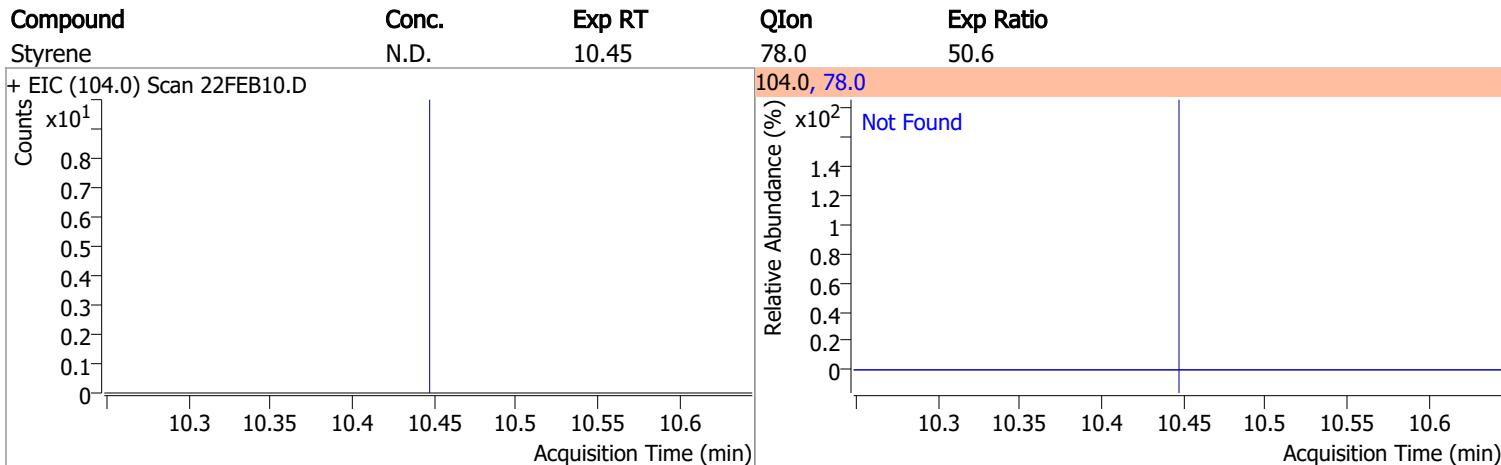 Compound Conc. Exp RT QIon Exp Ratio
Styrene N.D. 10.45 78.0 50.6
+ EIC (104.0) Scan 22FEB10.D
Counts
x10¹
0.8
0.7
0.6
0.5
0.4
0.3
0.2
0.1
0
10.3 10.35 10.4 10.45 10.5 10.55 10.6
Acquisition Time (min)
104.0, 78.0
Relative Abundance (%)
x10²
Not Found
1.4
1.2
1
0.8
0.6
0.4
0.2
0
10.3 10.35 10.4 10.45 10.5 10.55 10.6
Acquisition Time (min)